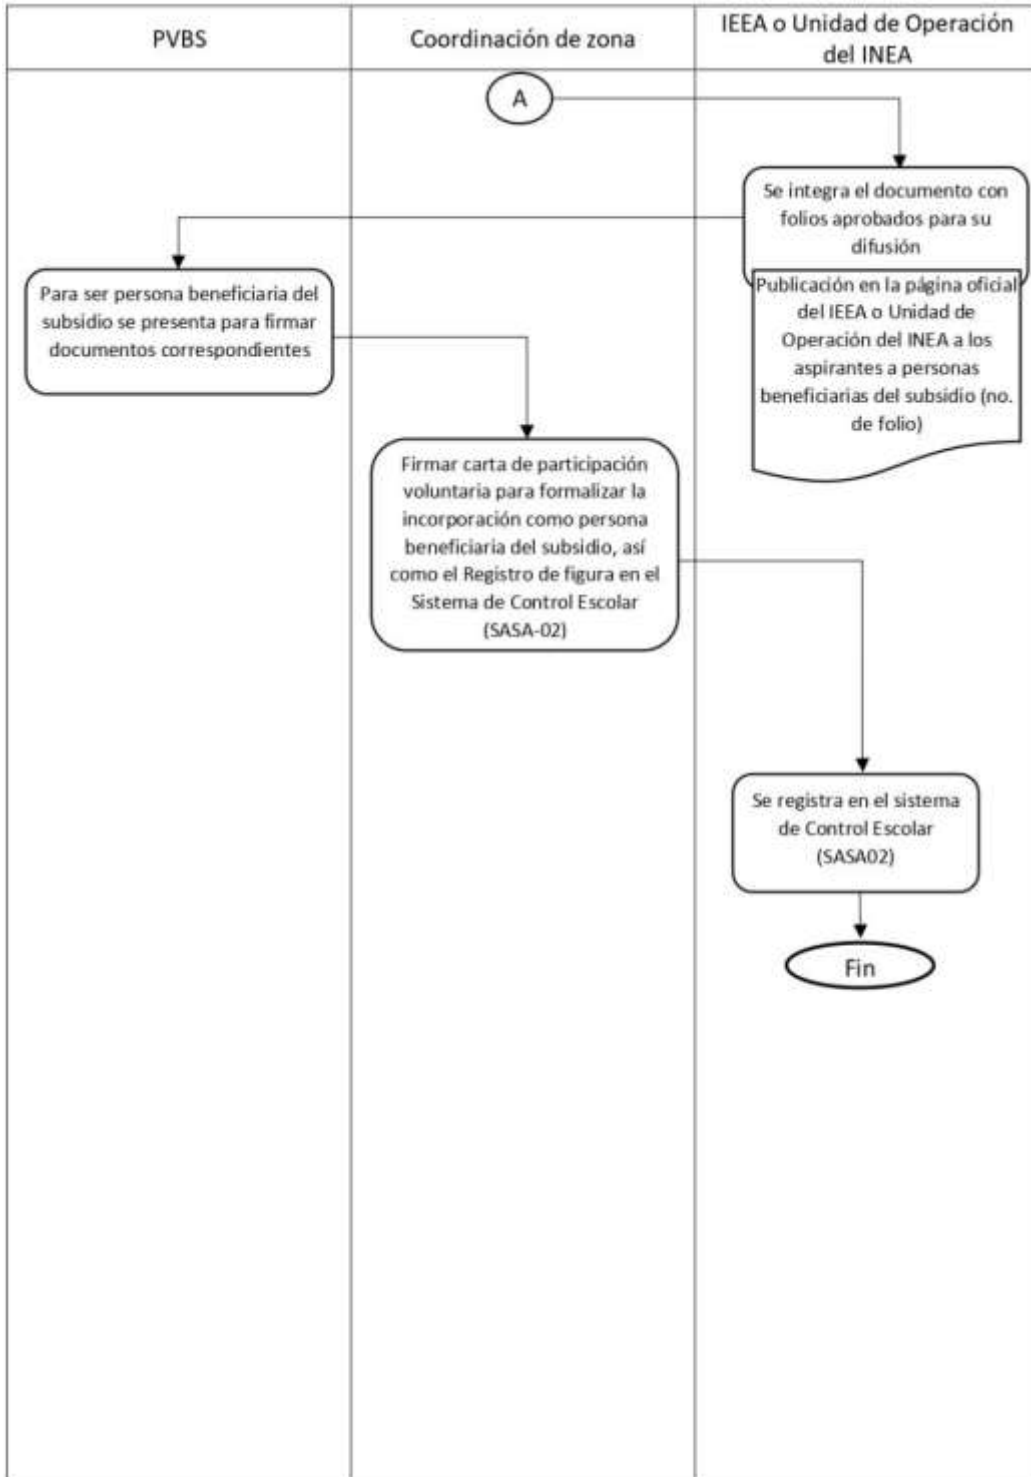 PVBS
Coordinación de zona
IEEA o Unidad de Operación
del INEA
A
Se integra el documento con
folios aprobados para su
difusión
Publicación en la página oficial
del IEEA o Unidad de
Operación del INEA a los
aspirantes a personas
beneficiarias del subsidio (no.
de folio)
Para ser persona beneficiaria del
subsidio se presenta para firmar
documentos correspondientes
Firmar carta de participación
voluntaria para formalizar la
incorporación como persona
beneficiaria del subsidio, así
como el Registro de figura en el
Sistema de Control Escolar
(SASA-02)
Se registra en el sistema
de Control Escolar
(SASA02)
Fin